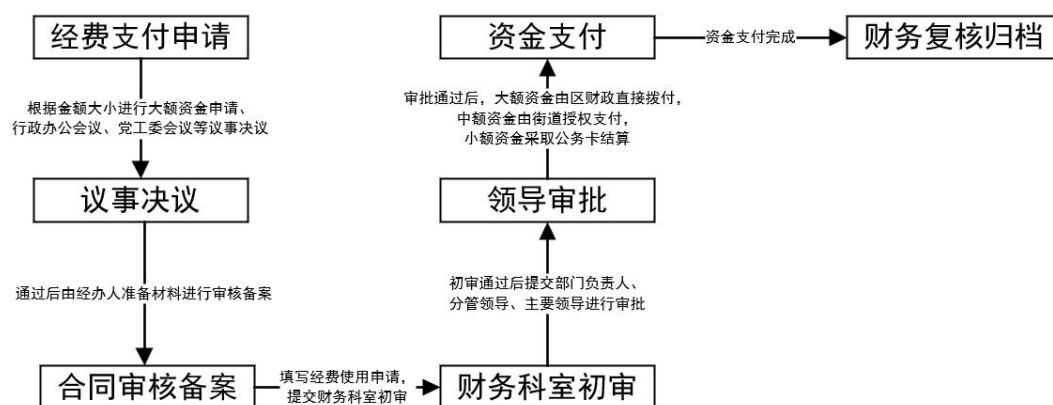 经费支付申请
根据金额大小进行大额资金申请、
行政办公会议、党工委会议等议事决议
议事决议
通过后由经办人准备材料进行审核备案
合同审核备案
填写经费使用申请，
提交财务科室初审
财务科室初审
初审通过后提交部门负责人、
分管领导、主要领导进行审批
领导审批
审批通过后，大额资金由区财政直接拨付，
中额资金由街道授权支付，
小额资金采取公务卡结算
资金支付
资金支付完成
财务复核归档